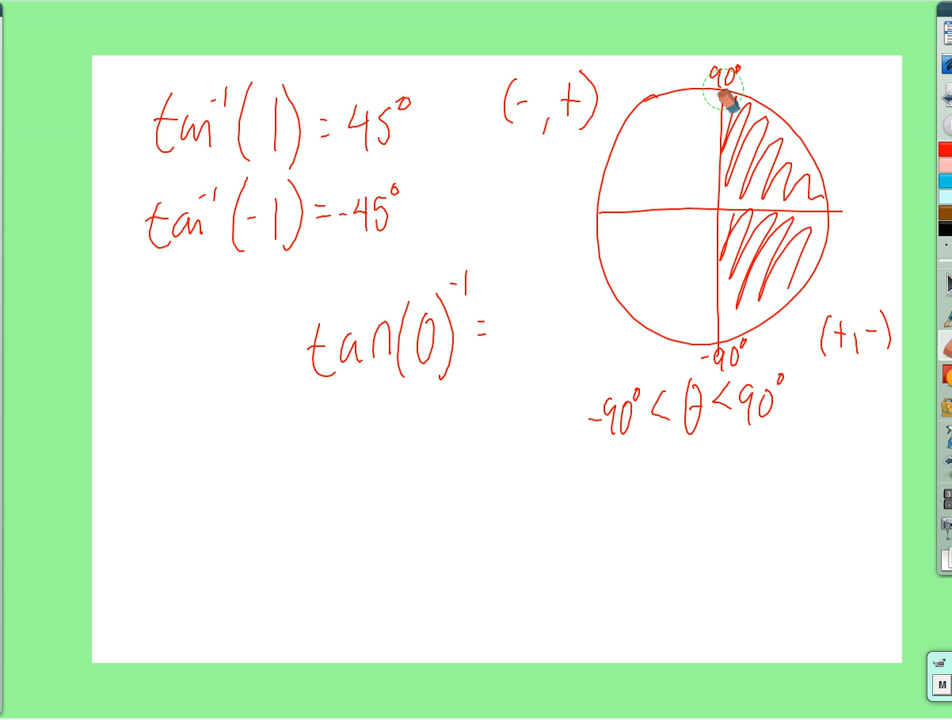 tan⁻¹(1) = 45°
tan⁻¹(-1) = -45°
tan(0)⁻¹ =
(-, +)
90°
(+, -)
-90°
-90° < θ < 90°
M